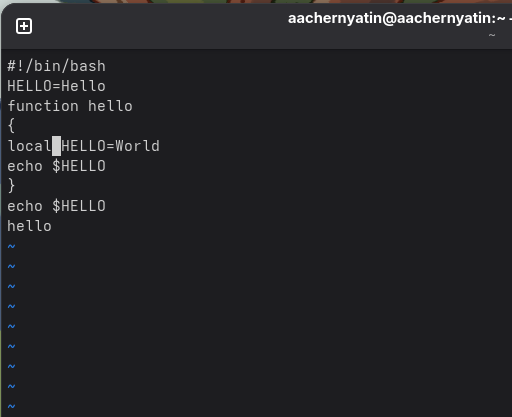 aachernyatin@aachernyatin:~
~
#!/bin/bash
HELLO=Hello
function hello
{
local HELLO=World
echo $HELLO
}
echo $HELLO
hello
~
~
~
~
~
~
~
~
~